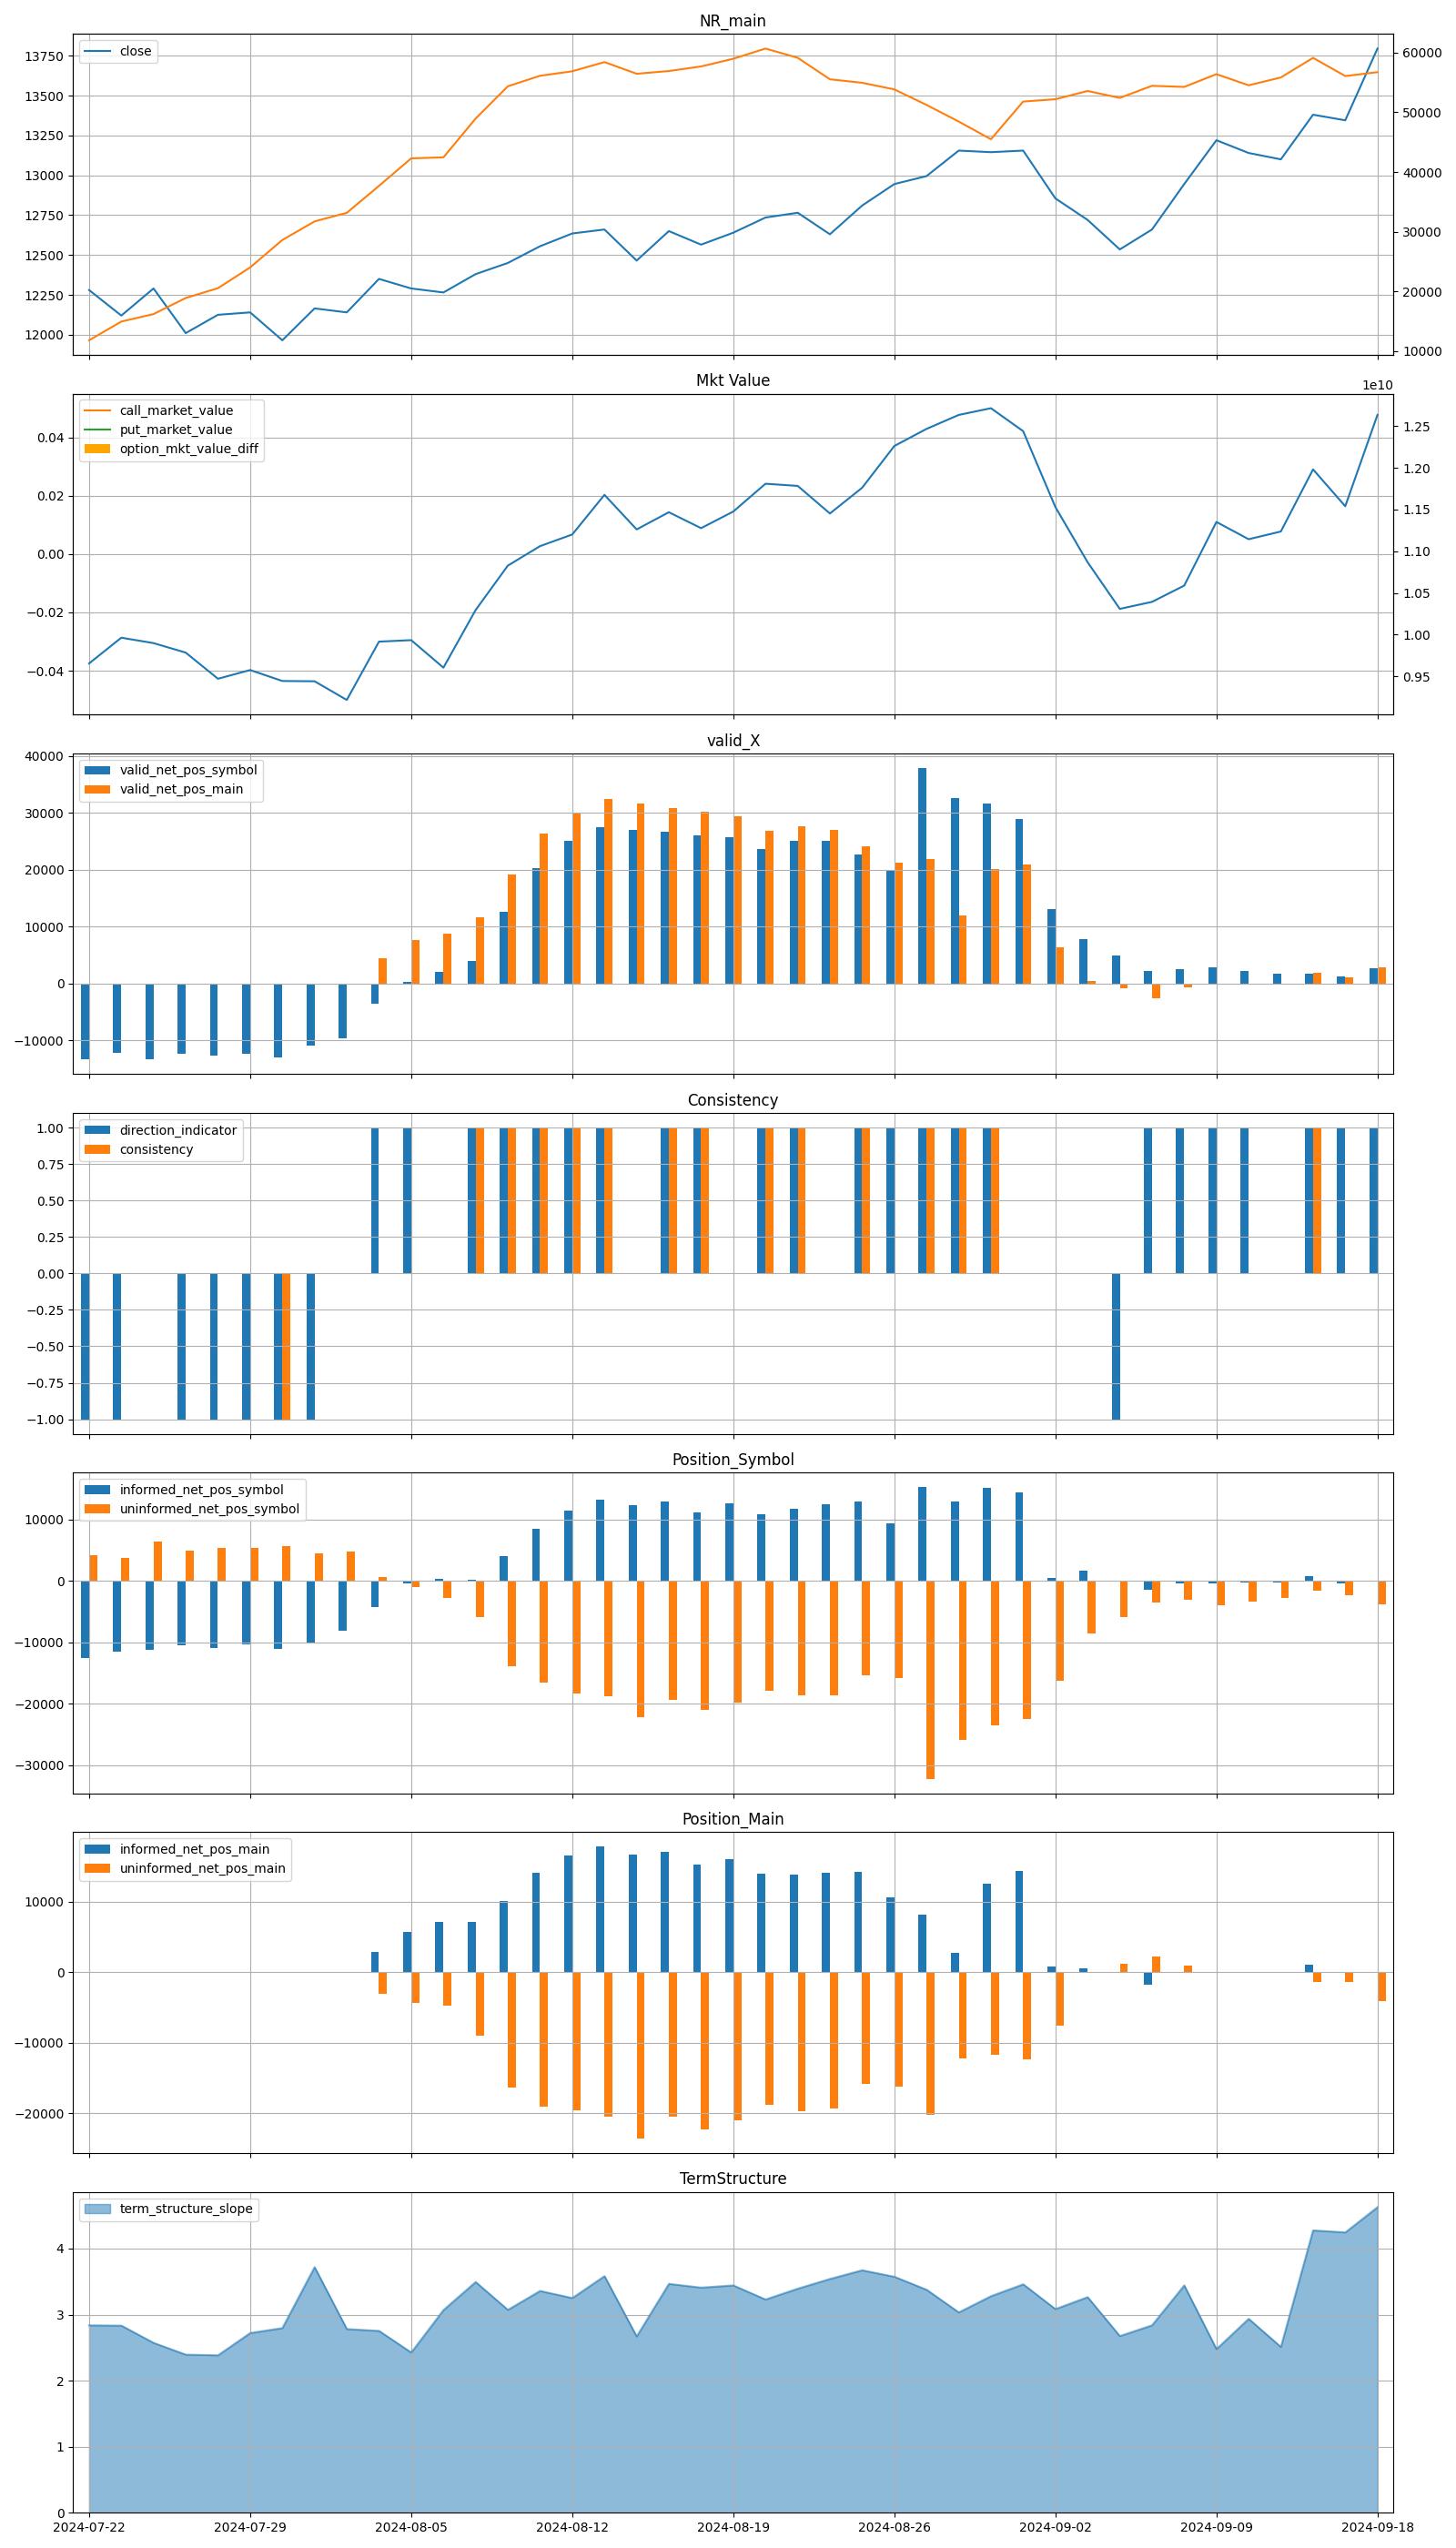 NR_main
close
13750
13500
13250
13000
12750
12500
12250
12000
60000
50000
40000
30000
20000
10000
Mkt Value
1e10
call_market_value
put_market_value
option_mkt_value_diff
0.04
0.02
0.00
−0.02
−0.04
1.25
1.20
1.15
1.10
1.05
1.00
0.95
valid_X
valid_net_pos_symbol
valid_net_pos_main
40000
30000
20000
10000
0
−10000
Consistency
direction_indicator
consistency
1.00
0.75
0.50
0.25
0.00
−0.25
−0.50
−0.75
−1.00
Position_Symbol
informed_net_pos_symbol
uninformed_net_pos_symbol
10000
0
−10000
−20000
−30000
Position_Main
informed_net_pos_main
uninformed_net_pos_main
10000
0
−10000
−20000
TermStructure
term_structure_slope
4
3
2
1
0
2024-07-22 2024-07-29 2024-08-05 2024-08-12 2024-08-19 2024-08-26 2024-09-02 2024-09-09 2024-09-18